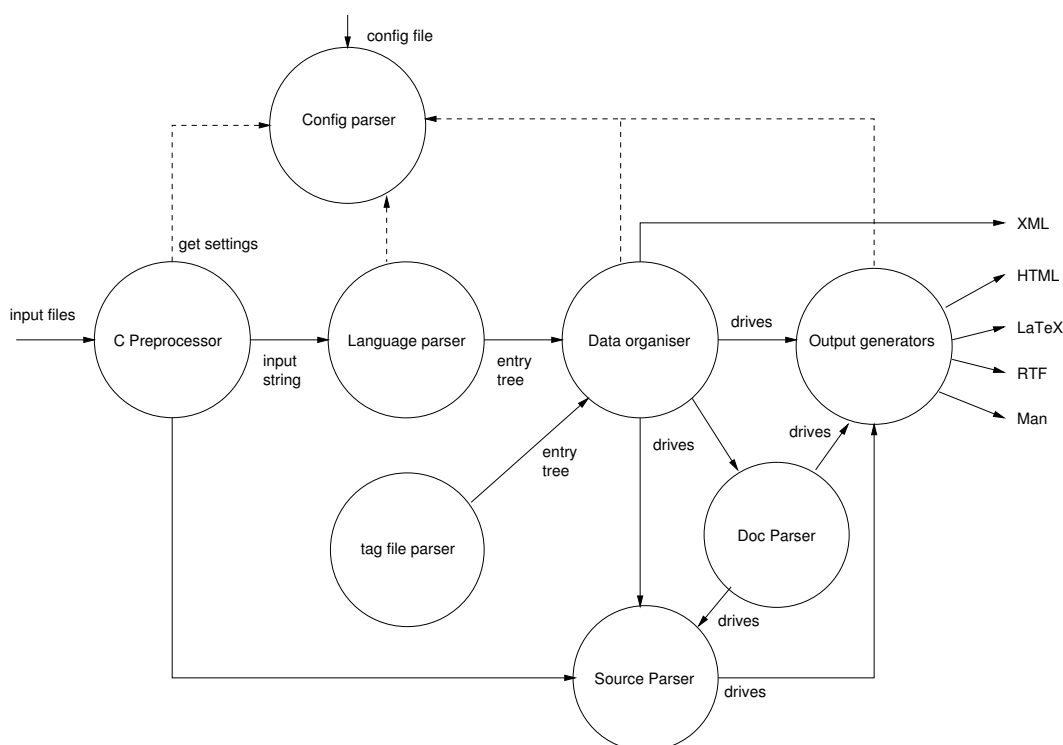 config file
Config parser
get settings
XML
HTML
input files
C Preprocessor
input
string
Language parser
entry
tree
Data organiser
drives
Output generators
LaTeX
RTF
Man
drives
drives
entry
tree
tag file parser
Doc Parser
drives
Source Parser
drives